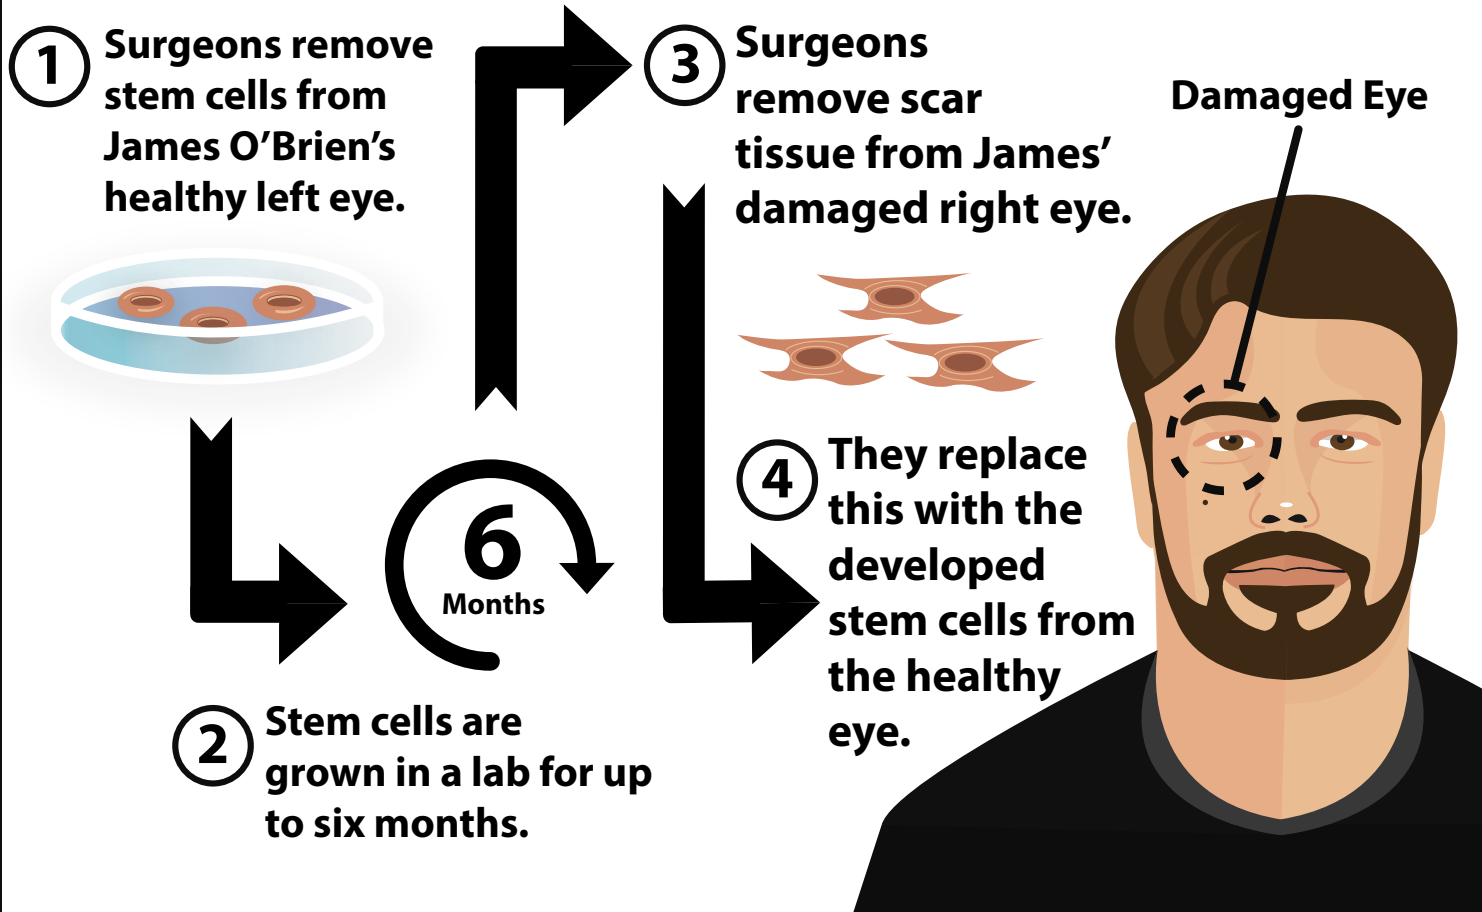 1
Surgeons remove
stem cells from
James O’Brien’s
healthy left eye.
6
Months
2
Stem cells are
grown in a lab for up
to six months.
3
Surgeons
remove scar
tissue from James’
damaged right eye.
4
They replace
this with the
developed
stem cells from
the healthy
eye.
Damaged Eye